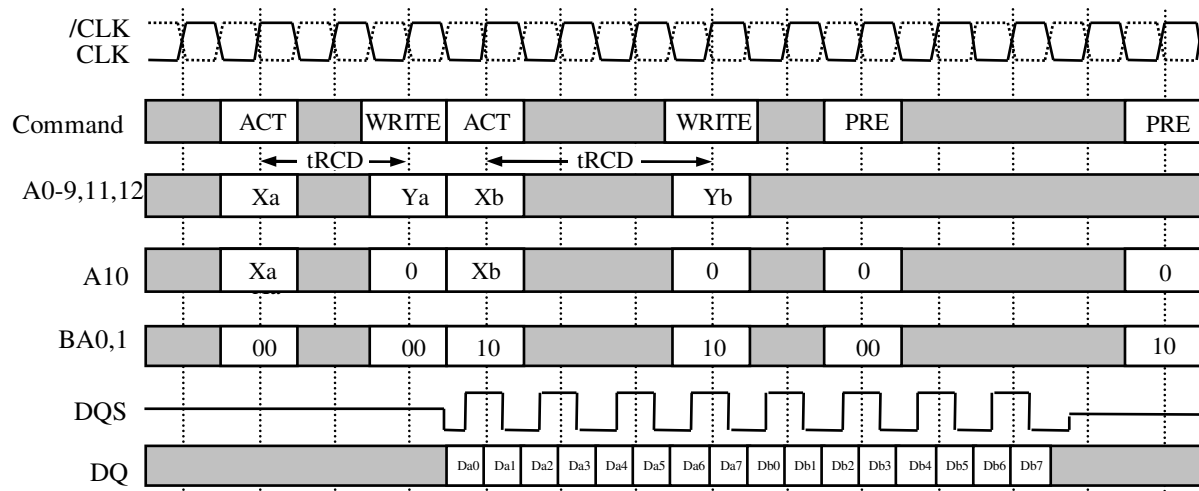 /CLK
CLK
Command ACT WRITE ACT WRITE PRE PRE
tRCD tRCD
A0-9,11,12 Xa Ya Xb Yb
A10 Xa 0 Xb 0 0 0
BA0,1 00 00 10 10 00 10
DQS
DQ Da0 Da1 Da2 Da3 Da4 Da5 Da6 Da7 Db0 Db1 Db2 Db3 Db4 Db5 Db6 Db7